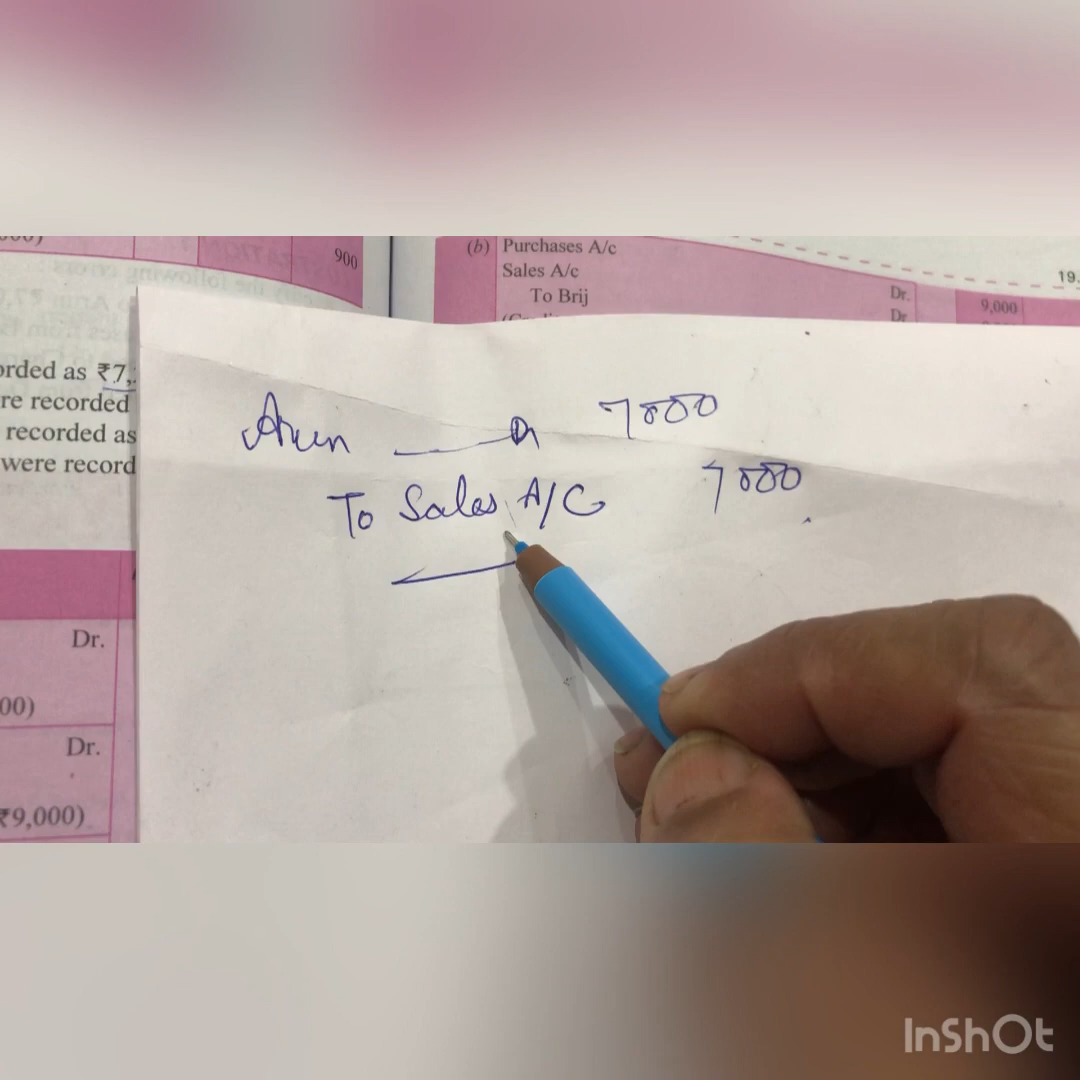 900
(b) Purchases A/c
Sales A/c
To Brij
Dr.
Dr
9,000
19.
orded as ₹7,
re recorded
recorded as
were record
Arun Dr 7000
To Sales A/C 7000
Dr.
00)
Dr.
₹9,000)
InShOt